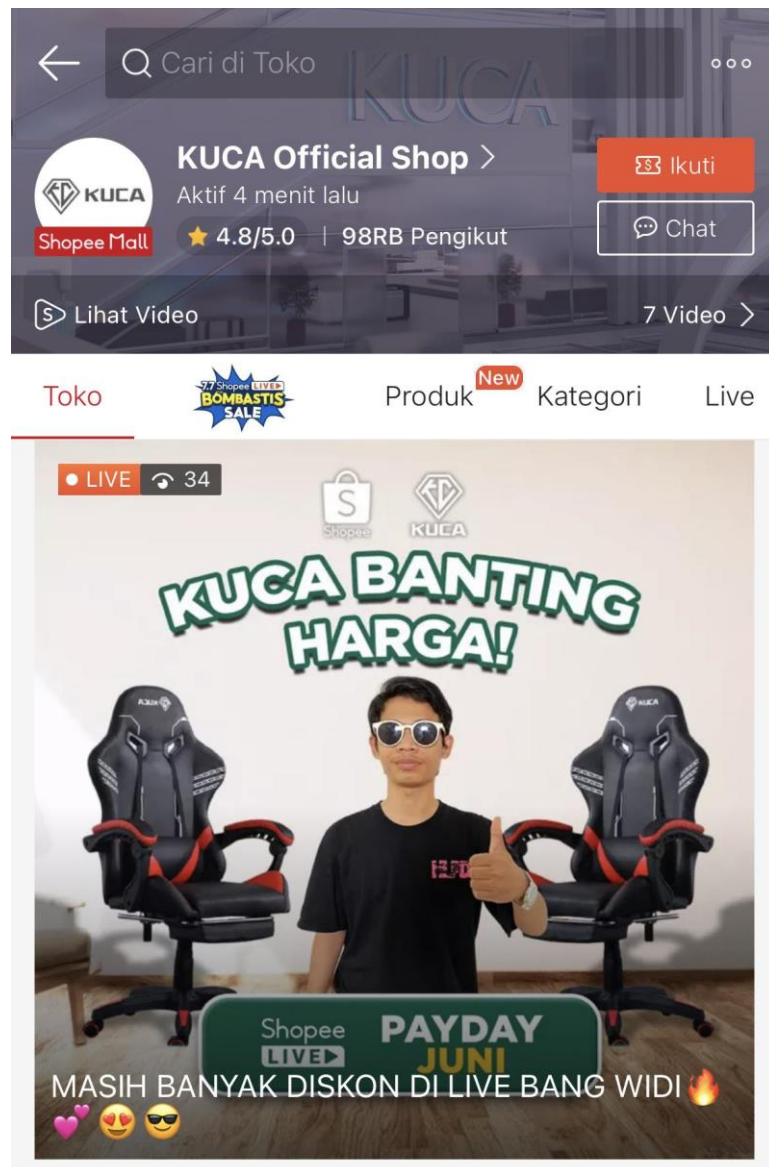 KUCA
Cari di Toko
KUCA Official Shop
Aktif 4 menit lalu
4.8/5.0 | 98RB Pengikut
Ikuti
Chat
KUCA
Shopee Mall
Lihat Video
7 Video
Toko
7.7 Shopee LIVE
BOMBASTIS
SALE
Produk
New
Kategori
Live
LIVE 34
Shopee
KUCA
KUCA BANTING
HARGA!
KUCA
KUCA
Shopee
LIVE
PAYDAY
JUNI
MASIH BANYAK DISKON DI LIVE BANG WIDI🔥
💕😍😎